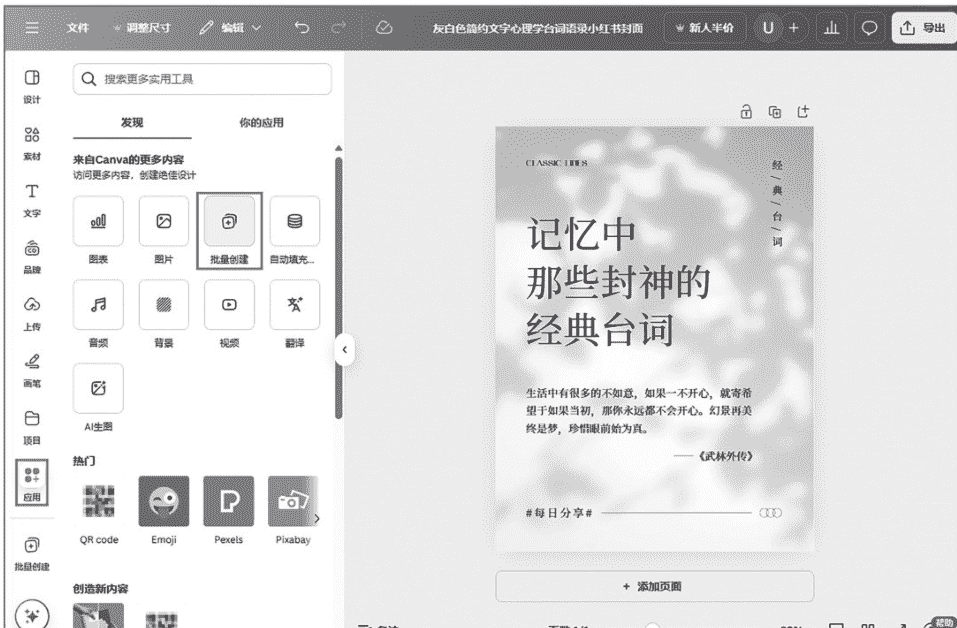 文件
调整尺寸
编辑
灰白色简约文字心理学台词语录小红书封面
新人半价
U
导出
设计
素材
文字
品牌
上传
画笔
项目
应用
批量创建
搜索更多实用工具
发现
你的应用
来自Canva的更多内容
访问更多内容，创建绝佳设计
图表
图片
批量创建
自动填充...
音频
背景
视频
翻译
AI生图
热门
QR code
Emoji
Pexels
Pixabay
创造新内容
CLASSIC LINES
经/典/台/词
记忆中
那些封神的
经典台词
生活中有很多的不如意，如果一不开心，就寄希
望于如果当初，那你永远都不会开心。幻景再美
终是梦，珍惜眼前始为真。
——《武林外传》
#每日分享#
+ 添加页面
帮助